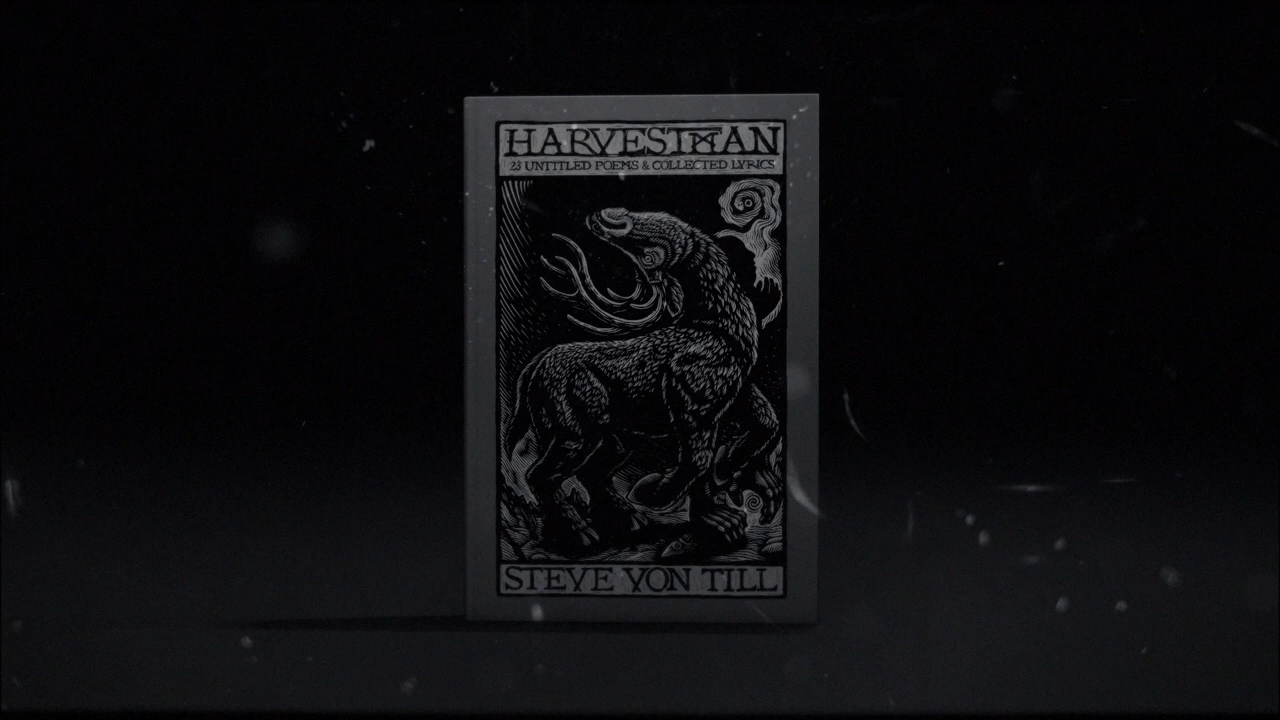 HARVESTMAN
23 UNTITLED POEMS & COLLECTED LYRICS
STEVE VON TILL